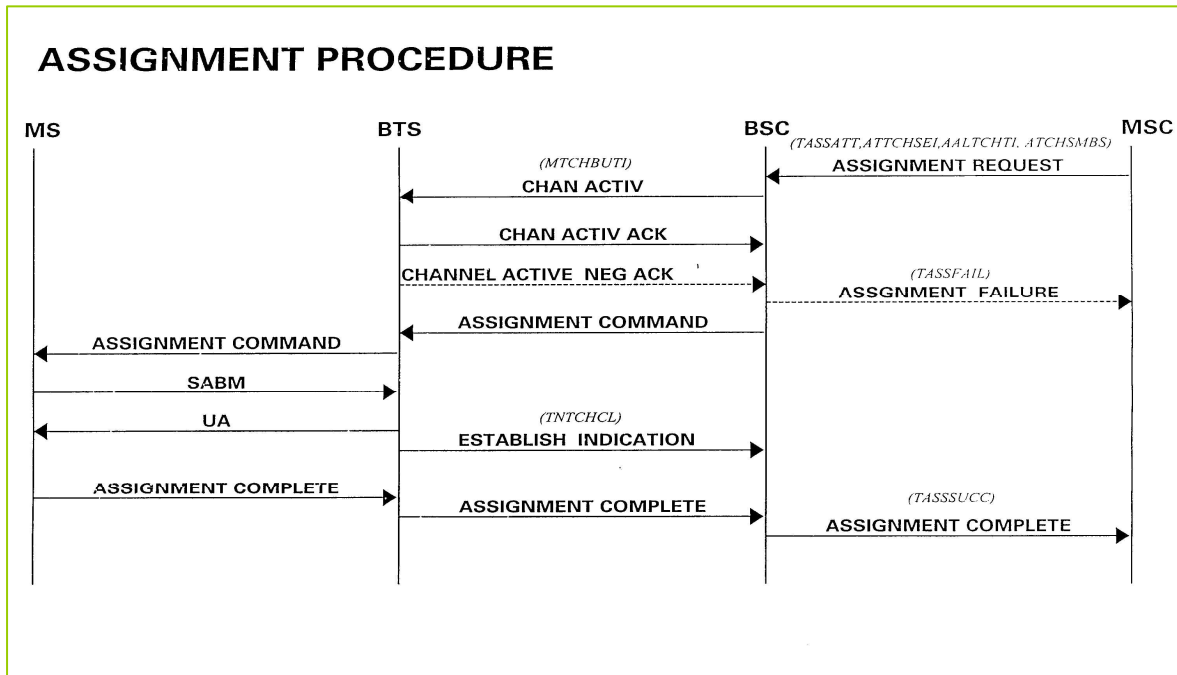 ASSIGNMENT PROCEDURE
MS
BTS
BSC
MSC
(TASSATT,ATTCHSEI,AALTCHTI, ATCHSMBS)
ASSIGNMENT REQUEST
(MTCHBUTI)
CHAN ACTIV
CHAN ACTIV ACK
CHANNEL ACTIVE NEG ACK
(TASSFAIL)
ASSGNMENT FAILURE
ASSIGNMENT COMMAND
ASSIGNMENT COMMAND
SABM
UA
(TNTCHCL)
ESTABLISH INDICATION
ASSIGNMENT COMPLETE
ASSIGNMENT COMPLETE
(TASSSUCC)
ASSIGNMENT COMPLETE